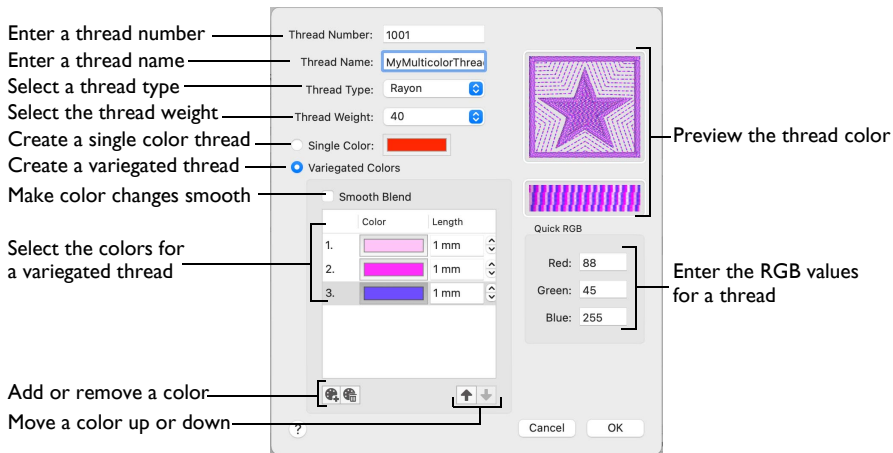 Enter a thread number
Enter a thread name
Select a thread type
Select the thread weight
Create a single color thread
Create a variegated thread
Make color changes smooth
Select the colors for
a variegated thread
Add or remove a color
Move a color up or down
Thread Number: 1001
Thread Name: MyMulticolorThrea
Thread Type: Rayon
Thread Weight: 40
Single Color:
Variegated Colors
Smooth Blend
Color Length
1. 1 mm
2. 1 mm
3. 1 mm
?
Quick RGB
Red: 88
Green: 45
Blue: 255
Cancel OK
Preview the thread color
Enter the RGB values
for a thread